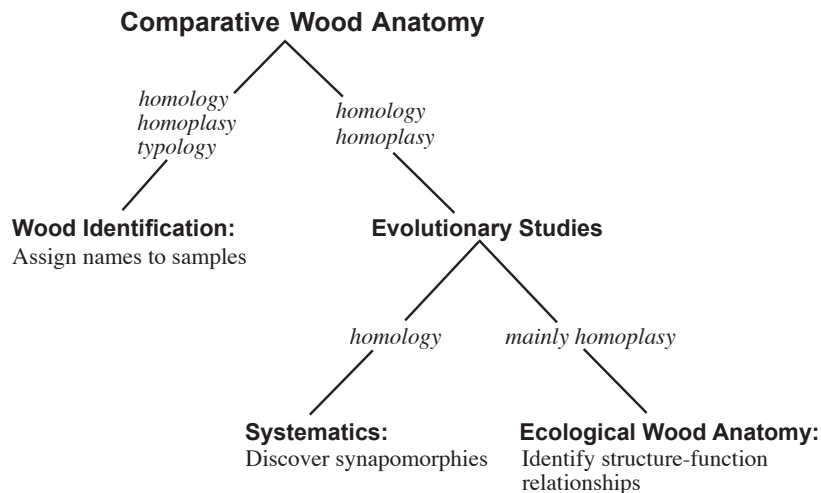 Comparative Wood Anatomy
homology
homoplasy
typology
homology
homoplasy
Wood Identification:
Assign names to samples
Evolutionary Studies
homology
mainly homoplasy
Systematics:
Discover synapomorphies
Ecological Wood Anatomy:
Identify structure-function
relationships